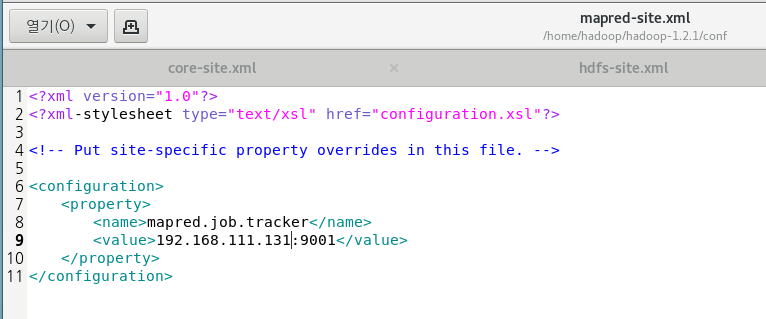 열기(O)
mapred-site.xml
/home/hadoop/hadoop-1.2.1/conf
core-site.xml × hdfs-site.xml
1 <?xml version="1.0"?>
2 <?xml-stylesheet type="text/xsl" href="configuration.xsl"?>
3
4 <!-- Put site-specific property overrides in this file. -->
5
6 <configuration>
7     <property>
8         <name>mapred.job.tracker</name>
9         <value>192.168.111.131:9001</value>
10     </property>
11 </configuration>